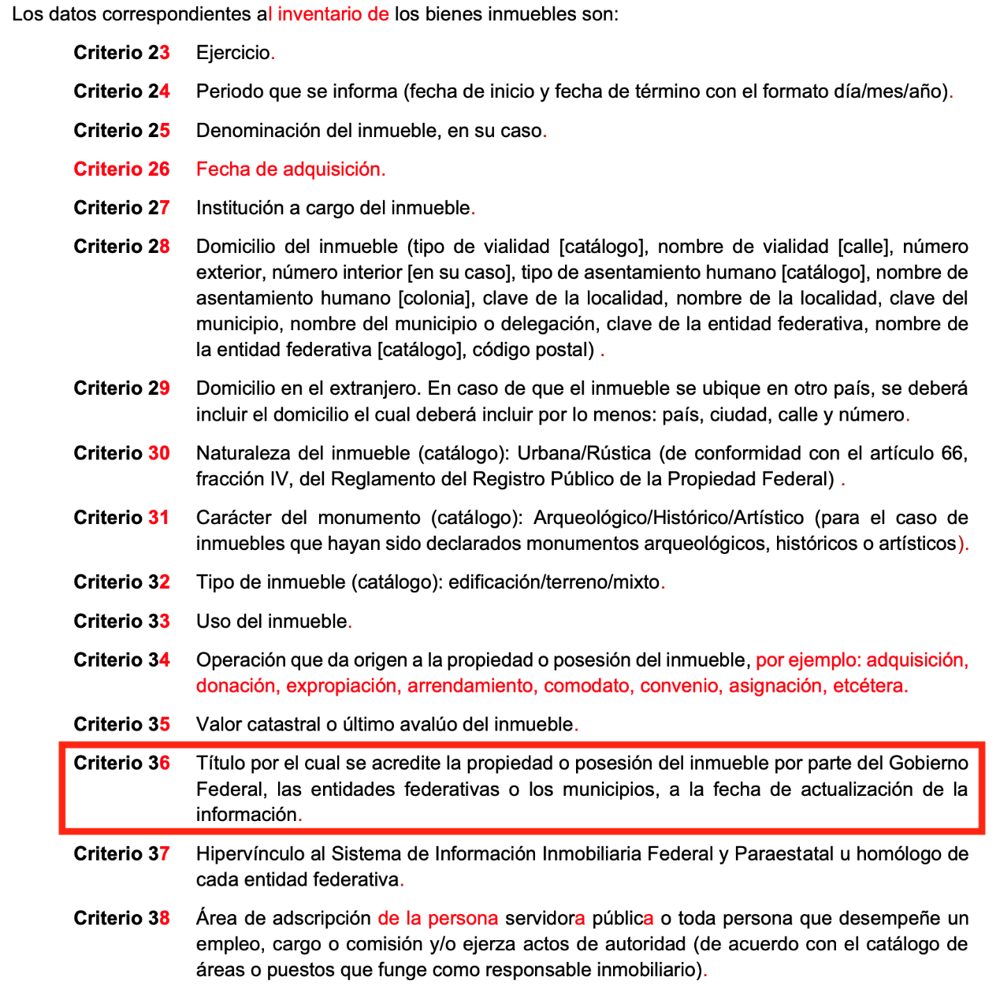 Los datos correspondientes al inventario de los bienes inmuebles son:
Criterio 23 Ejercicio.
Criterio 24 Periodo que se informa (fecha de inicio y fecha de término con el formato día/mes/año).
Criterio 25 Denominación del inmueble, en su caso.
Criterio 26 Fecha de adquisición.
Criterio 27 Institución a cargo del inmueble.
Criterio 28 Domicilio del inmueble (tipo de vialidad [catálogo], nombre de vialidad [calle], número
exterior, número interior [en su caso], tipo de asentamiento humano [catálogo], nombre de
asentamiento humano [colonia], clave de la localidad, nombre de la localidad, clave del
municipio, nombre del municipio o delegación, clave de la entidad federativa, nombre de
la entidad federativa [catálogo], código postal) .
Criterio 29 Domicilio en el extranjero. En caso de que el inmueble se ubique en otro país, se deberá
incluir el domicilio el cual deberá incluir por lo menos: país, ciudad, calle y número.
Criterio 30 Naturaleza del inmueble (catálogo): Urbana/Rústica (de conformidad con el artículo 66,
fracción IV, del Reglamento del Registro Público de la Propiedad Federal) .
Criterio 31 Carácter del monumento (catálogo): Arqueológico/Histórico/Artístico (para el caso de
inmuebles que hayan sido declarados monumentos arqueológicos, históricos o artísticos).
Criterio 32 Tipo de inmueble (catálogo): edificación/terreno/mixto.
Criterio 33 Uso del inmueble.
Criterio 34 Operación que da origen a la propiedad o posesión del inmueble, por ejemplo: adquisición,
donación, expropiación, arrendamiento, comodato, convenio, asignación, etcétera.
Criterio 35 Valor catastral o último avalúo del inmueble.
Criterio 36 Título por el cual se acredite la propiedad o posesión del inmueble por parte del Gobierno
Federal, las entidades federativas o los municipios, a la fecha de actualización de la
información.
Criterio 37 Hipervínculo al Sistema de Información Inmobiliaria Federal y Paraestatal u homólogo de
cada entidad federativa.
Criterio 38 Área de adscripción de la persona servidora pública o toda persona que desempeñe un
empleo, cargo o comisión y/o ejerza actos de autoridad (de acuerdo con el catálogo de
áreas o puestos que funge como responsable inmobiliario).